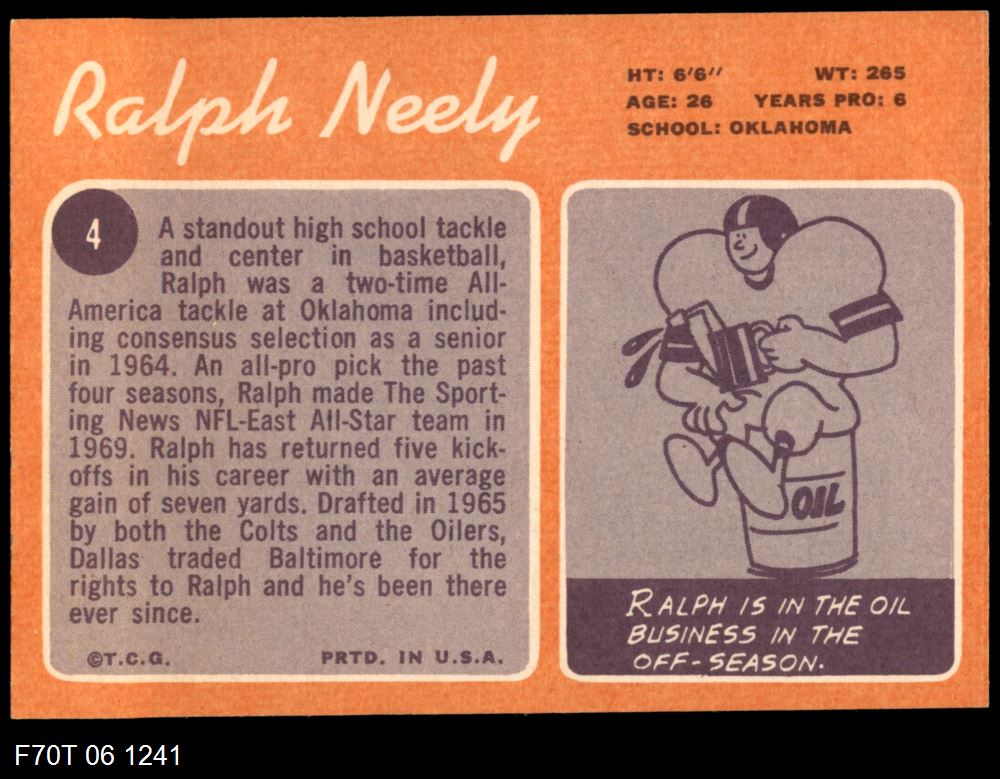 Ralph Neely
HT: 6'6" WT: 265
AGE: 26 YEARS PRO: 6
SCHOOL: OKLAHOMA
4
A standout high school tackle
and center in basketball,
Ralph was a two-time All-
America tackle at Oklahoma includ-
ing consensus selection as a senior
in 1964. An all-pro pick the past
four seasons, Ralph made The Sport-
ing News NFL-East All-Star team in
1969. Ralph has returned five kick-
offs in his career with an average
gain of seven yards. Drafted in 1965
by both the Colts and the Oilers,
Dallas traded Baltimore for the
rights to Ralph and he's been there
ever since.
©T.C.G. PRTD. IN U.S.A.
OIL
RALPH IS IN THE OIL
BUSINESS IN THE
OFF-SEASON.
F70T 06 1241